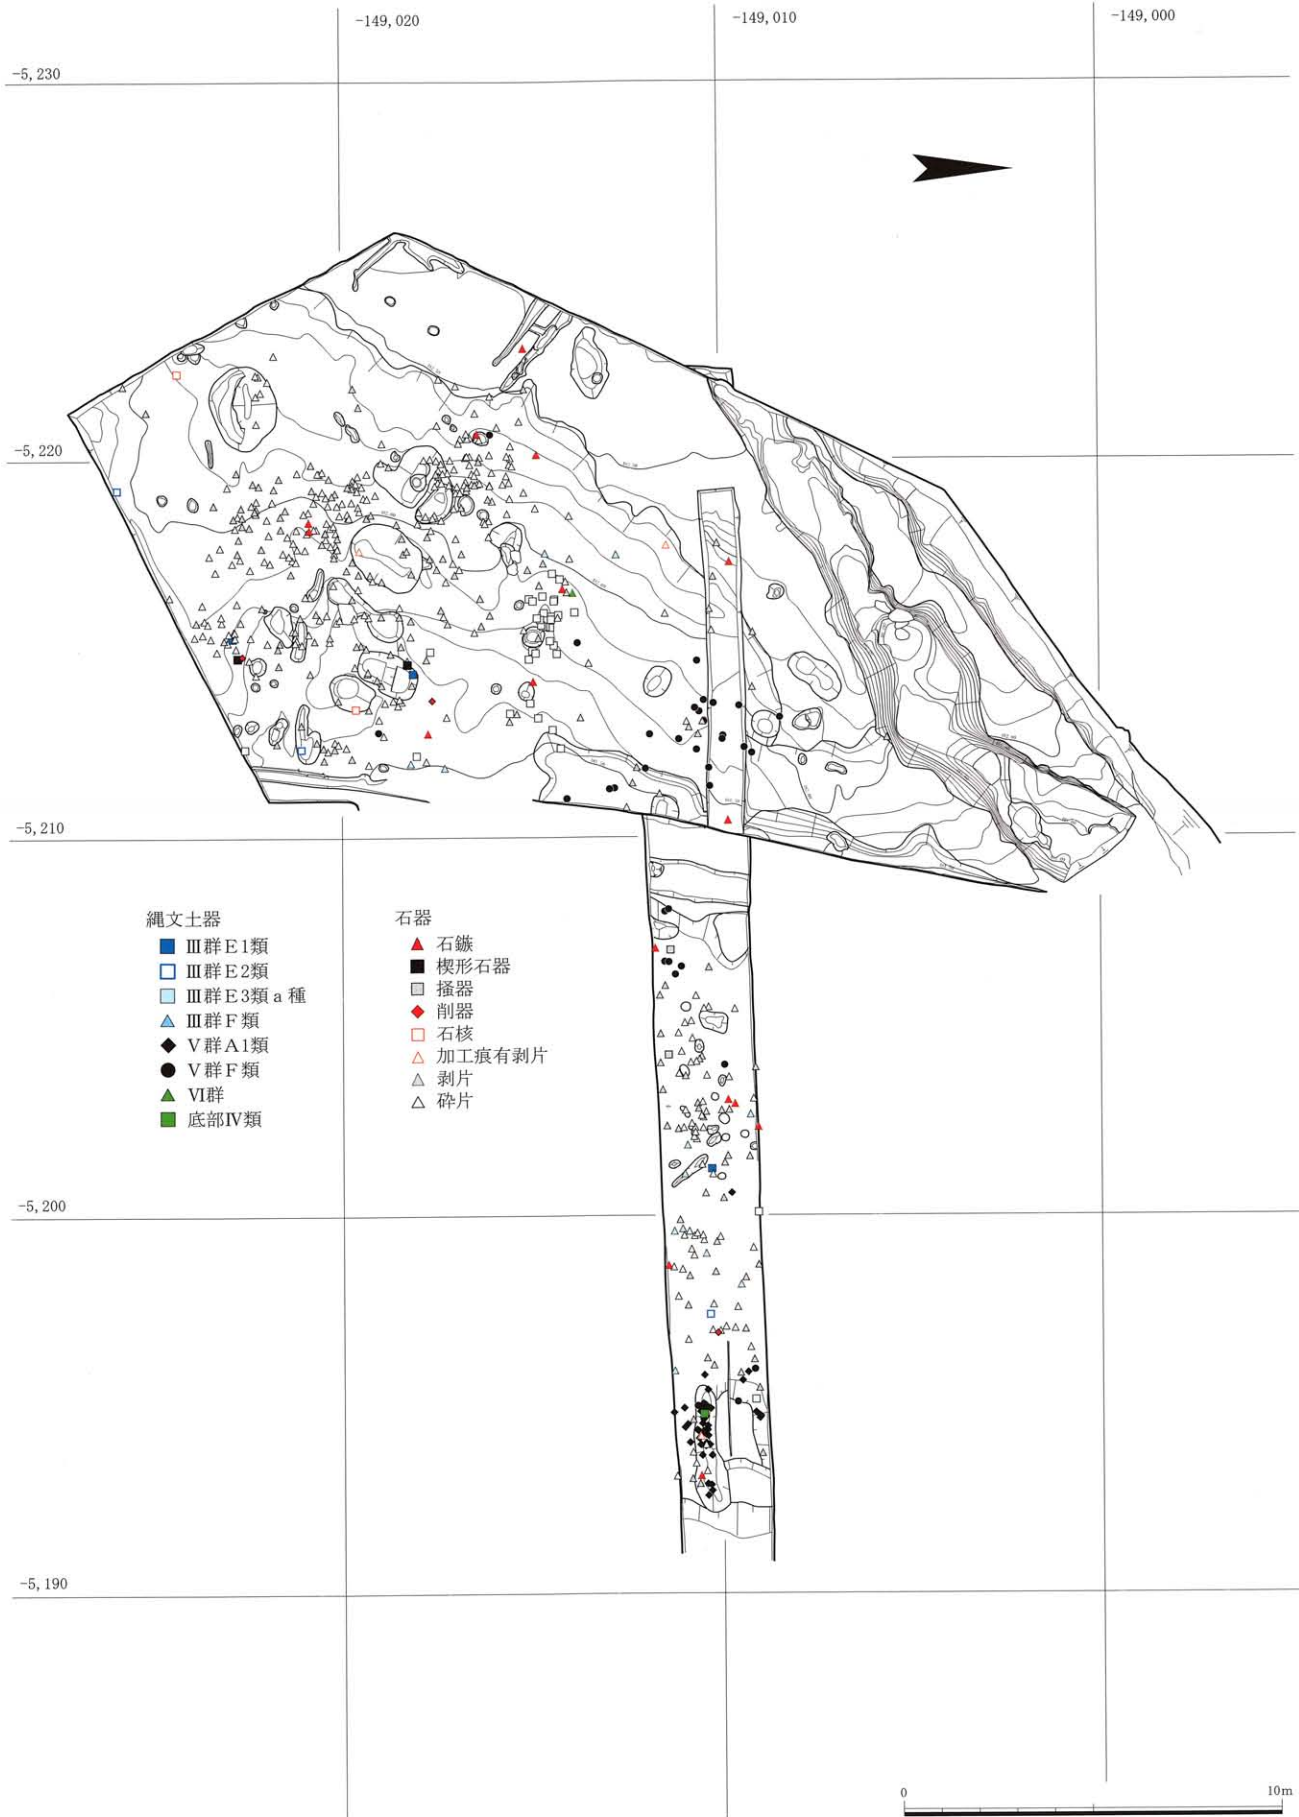 -149,020
-149,010
-149,000
-5,230
-5,220
-5,210
縄文土器
Ⅲ群E1類
Ⅲ群E2類
Ⅲ群E3類a種
Ⅲ群F類
Ⅴ群A1類
Ⅴ群F類
Ⅵ群
底部Ⅳ類
石器
石鏃
楔形石器
掻器
削器
石核
加工痕有剥片
剥片
砕片
-5,200
-5,190
0 10m